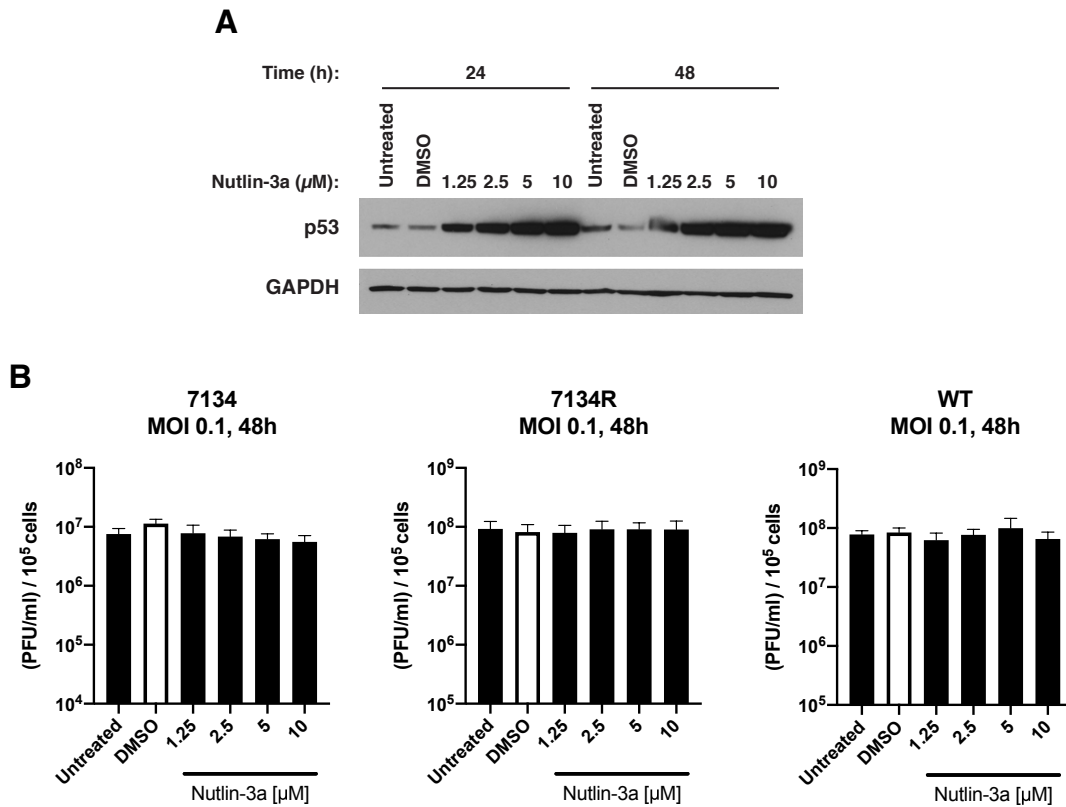 A
Time (h): 24 48
Untreated DMSO Untreated DMSO
Nutlin-3a (µM): 1.25 2.5 5 10 1.25 2.5 5 10
p53
GAPDH
B
7134
MOI 0.1, 48h
(PFU/ml) / 10⁵ cells
10⁸
10⁷
10⁶
10⁵
10⁴
Untreated DMSO 1.25 2.5 5 10
Nutlin-3a [µM]
7134R
MOI 0.1, 48h
(PFU/ml) / 10⁵ cells
10⁹
10⁸
10⁷
10⁶
10⁵
Untreated DMSO 1.25 2.5 5 10
Nutlin-3a [µM]
WT
MOI 0.1, 48h
(PFU/ml) / 10⁵ cells
10⁹
10⁸
10⁷
10⁶
10⁵
Untreated DMSO 1.25 2.5 5 10
Nutlin-3a [µM]